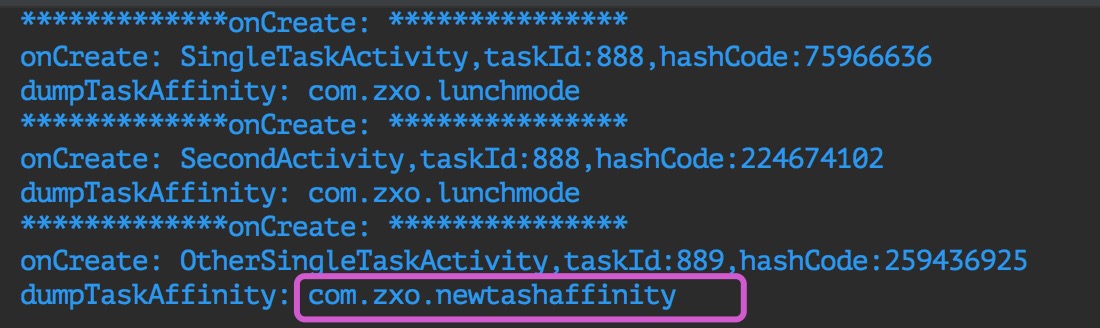 *************onCreate: ***************
onCreate: SingleTaskActivity,taskId:888,hashCode:75966636
dumpTaskAffinity: com.zxo.lunchmode
*************onCreate: ***************
onCreate: SecondActivity,taskId:888,hashCode:224674102
dumpTaskAffinity: com.zxo.lunchmode
*************onCreate: ***************
onCreate: OtherSingleTaskActivity,taskId:889,hashCode:259436925
dumpTaskAffinity: com.zxo.newtashaffinity